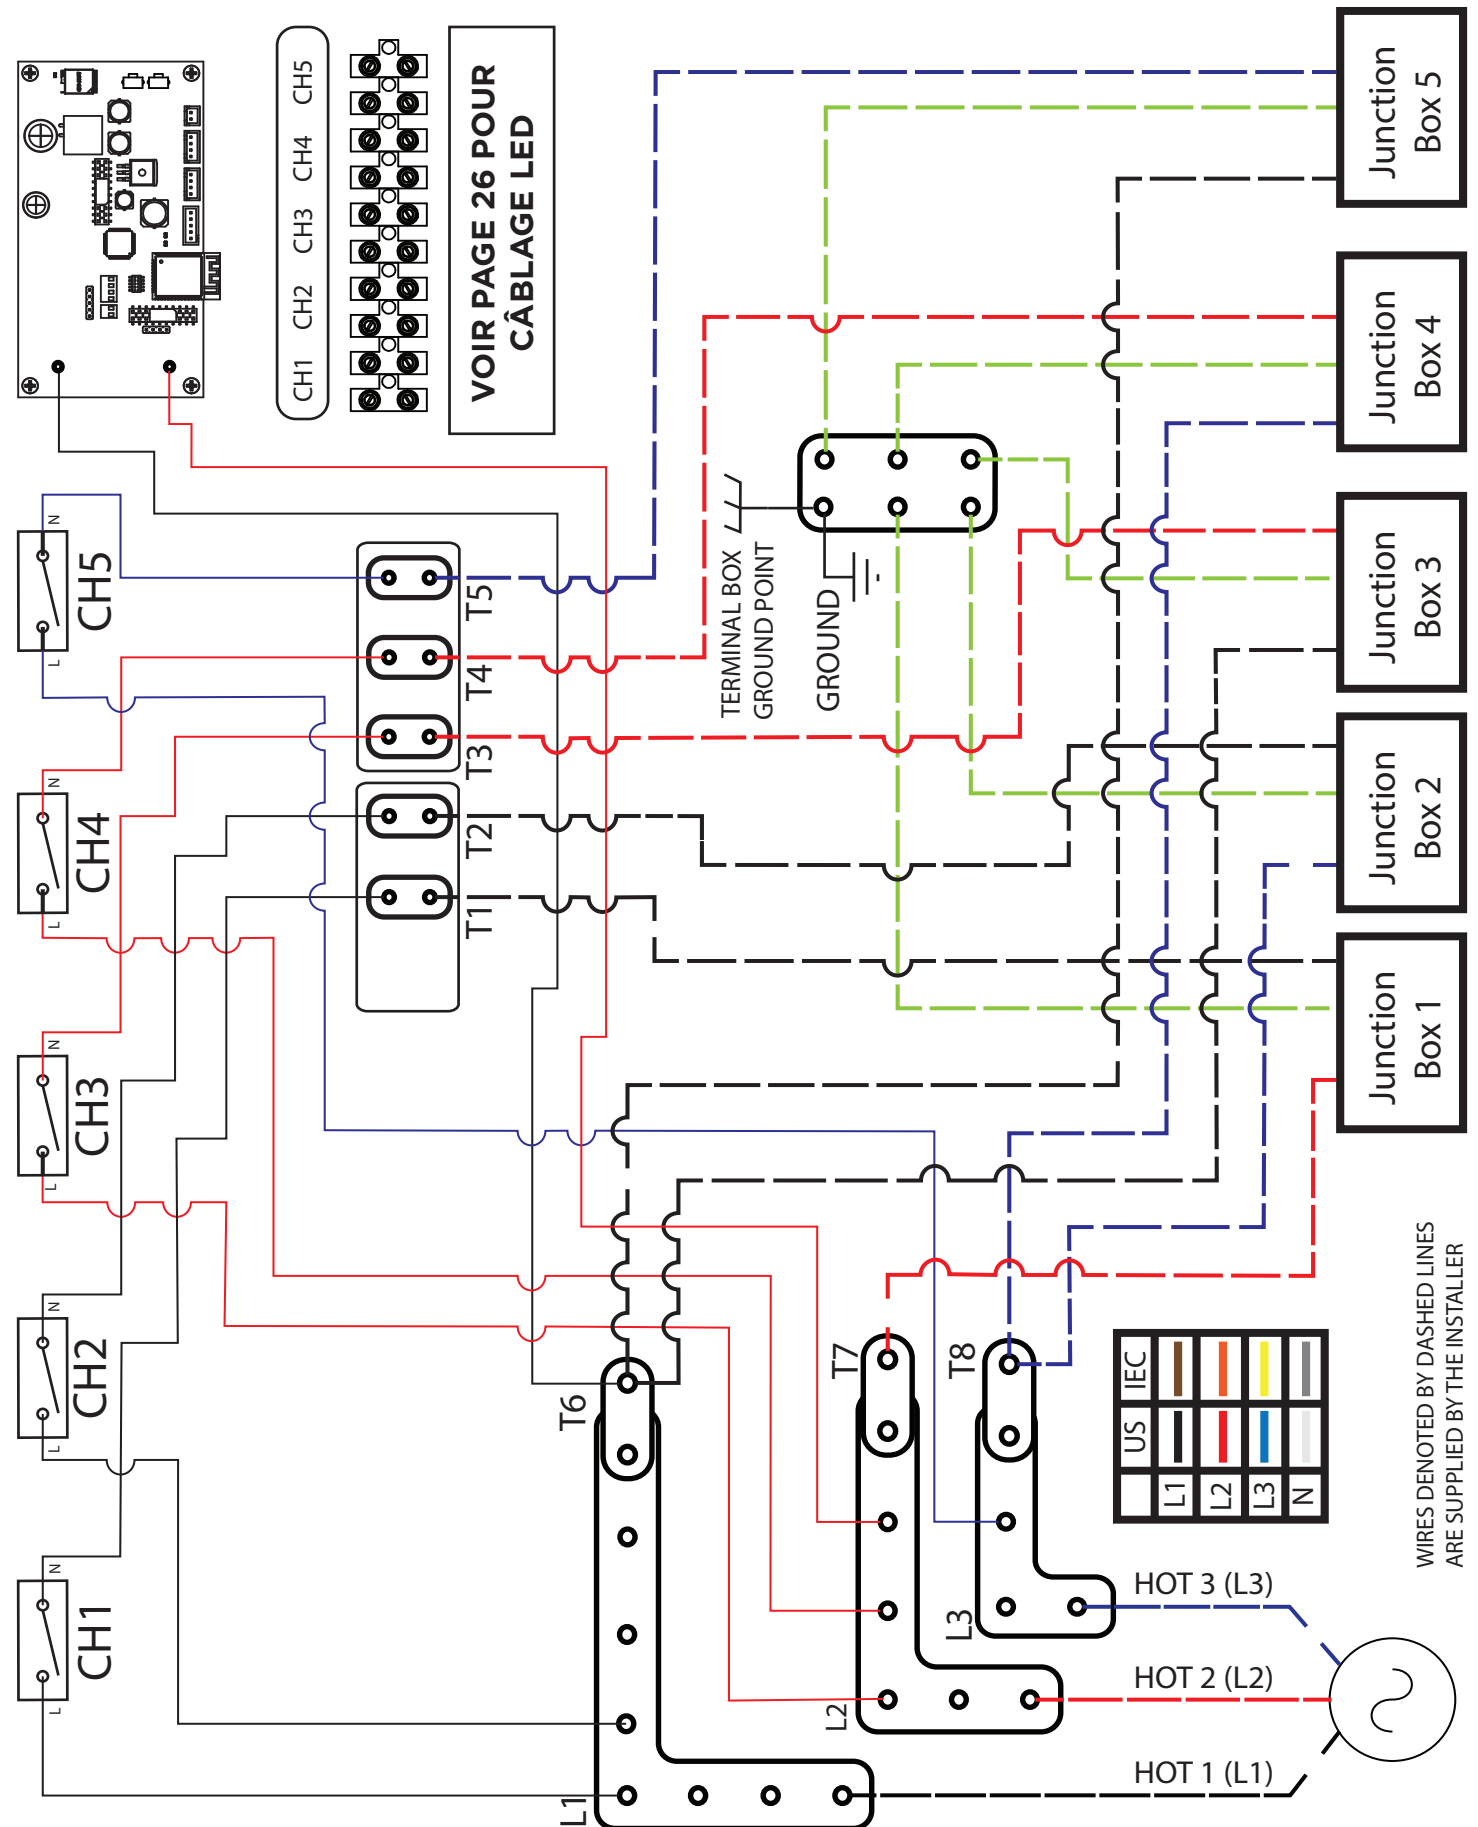 CH5
CH4
CH3
CH2
CH1
VOIR PAGE 26 POUR
CÂBLAGE LED
N
CH5
L
N
CH4
L
N
CH3
L
N
CH2
L
N
CH1
L
T5
T4
T3
T2
T1
TERMINAL BOX
GROUND POINT
GROUND
Junction
Box 5
Junction
Box 4
Junction
Box 3
Junction
Box 2
Junction
Box 1
T6
T7
T8
L1
L2
L3
US IEC
L1
L2
L3
N
HOT 3 (L3)
HOT 2 (L2)
HOT 1 (L1)
WIRES DENOTED BY DASHED LINES
ARE SUPPLIED BY THE INSTALLER